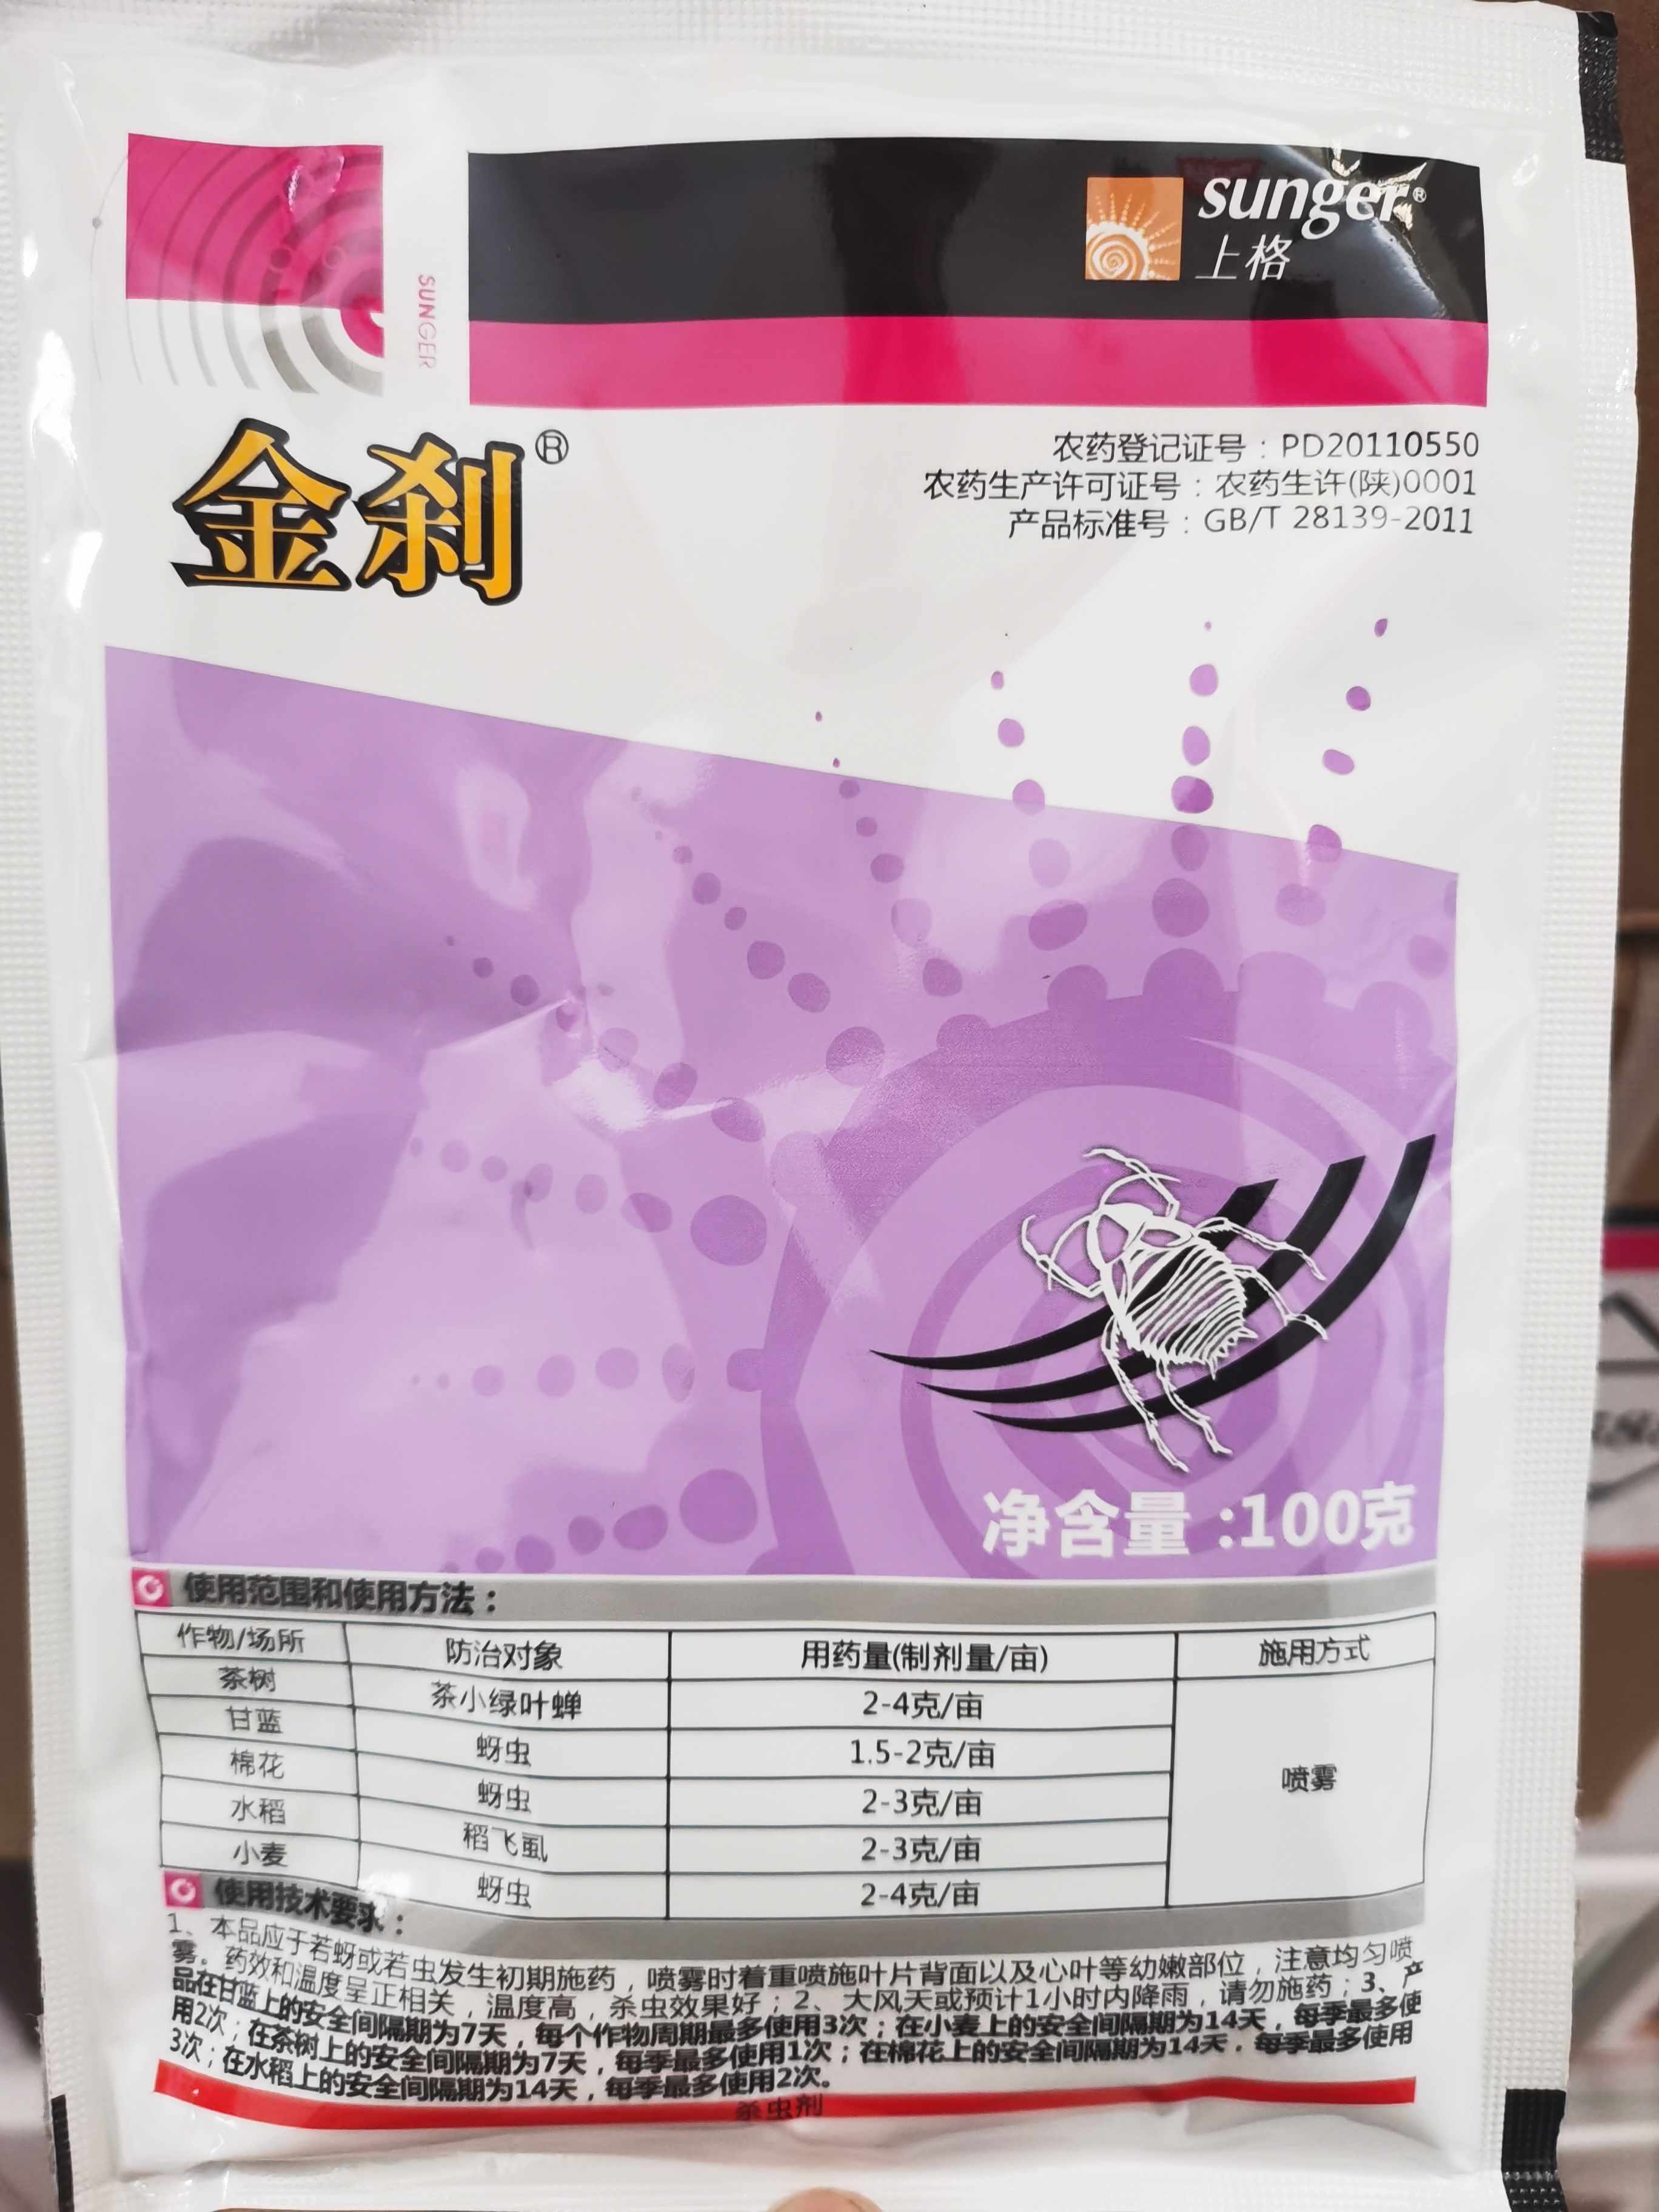 sunger®
上格
SUNGER
金刹®
农药登记证号：PD20110550
农药生产许可证号：农药生许(陕)0001
产品标准号：GB/T 28139-2011
净含量:100克
使用范围和使用方法：
作物/场所 防治对象 用药量(制剂量/亩) 施用方式
茶树 茶小绿叶蝉 2-4克/亩 喷雾
甘蓝 蚜虫 1.5-2克/亩
棉花 蚜虫 2-3克/亩
水稻 稻飞虱 2-3克/亩
小麦 蚜虫 2-4克/亩
使用技术要求：
1、本品应于若蚜或若虫发生初期施药，喷雾时着重喷施叶片背面以及心叶等幼嫩部位，注意均匀喷
雾。药效和温度呈正相关，温度高，杀虫效果好；2、大风天或预计1小时内降雨，请勿施药；3、产
品在甘蓝上的安全间隔期为7天，每个作物周期最多使用3次；在小麦上的安全间隔期为14天，每季最多使
用2次；在茶树上的安全间隔期为7天，每季最多使用1次；在棉花上的安全间隔期为14天，每季最多使用
3次；在水稻上的安全间隔期为14天，每季最多使用2次。
杀虫剂